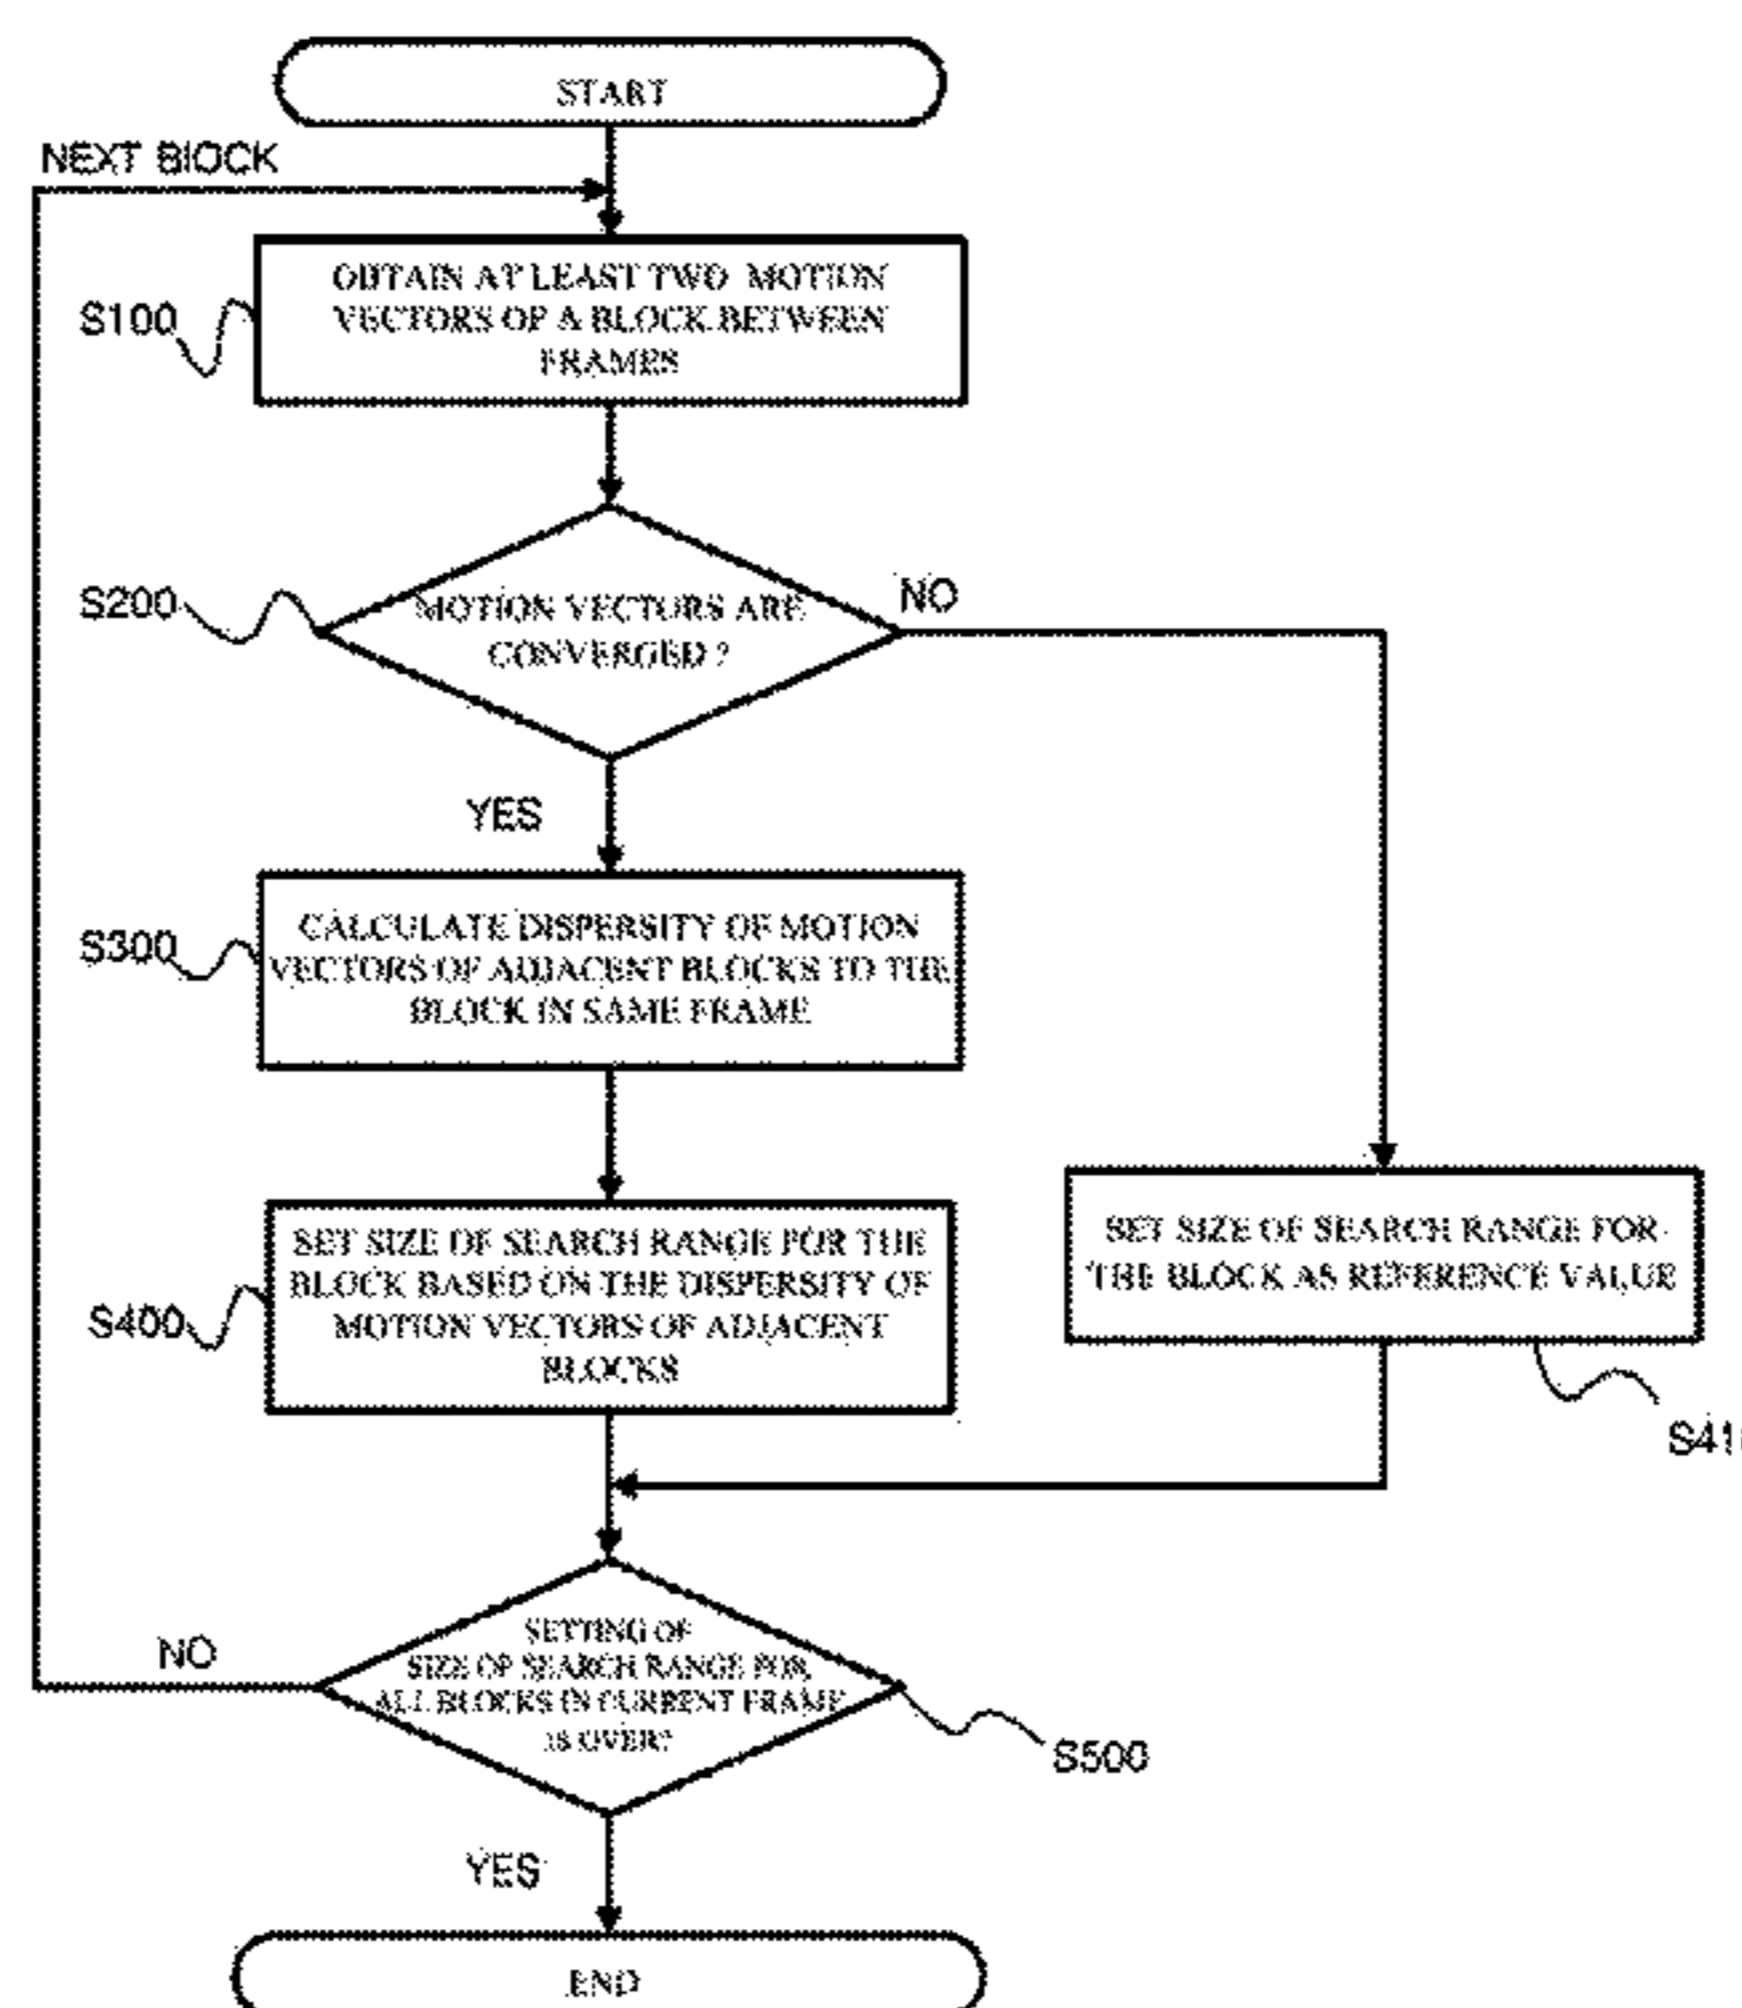 START
NEXT BlOCK
OBTAIN AT LEAST TWO MOTION
VECTORS OF A BLOCK BETWEEN
FRAMES
S100
S200
MOTION VECTORS ARE
CONVERGED ?
NO
YES
S300
CALCULATE DISPERSITY OF MOTION
VECTORS OF ADJACENT BLOCKS TO THE
BLOCK IN SAME FRAME
SET SIZE OF SEARCH RANGE FOR THE
BLOCK BASED ON THE DISPERSITY OF
MOTION VECTORS OF ADJACENT
BLOCKS
S400
SET SIZE OF SEARCH RANGE FOR
THE BLOCK AS REFERENCE VALUE
SETTING OF
SIZE OF SEARCH RANGE FOR
ALL BLOCKS IN CURRENT FRAME
IS OVER?
NO
S500
YES
END